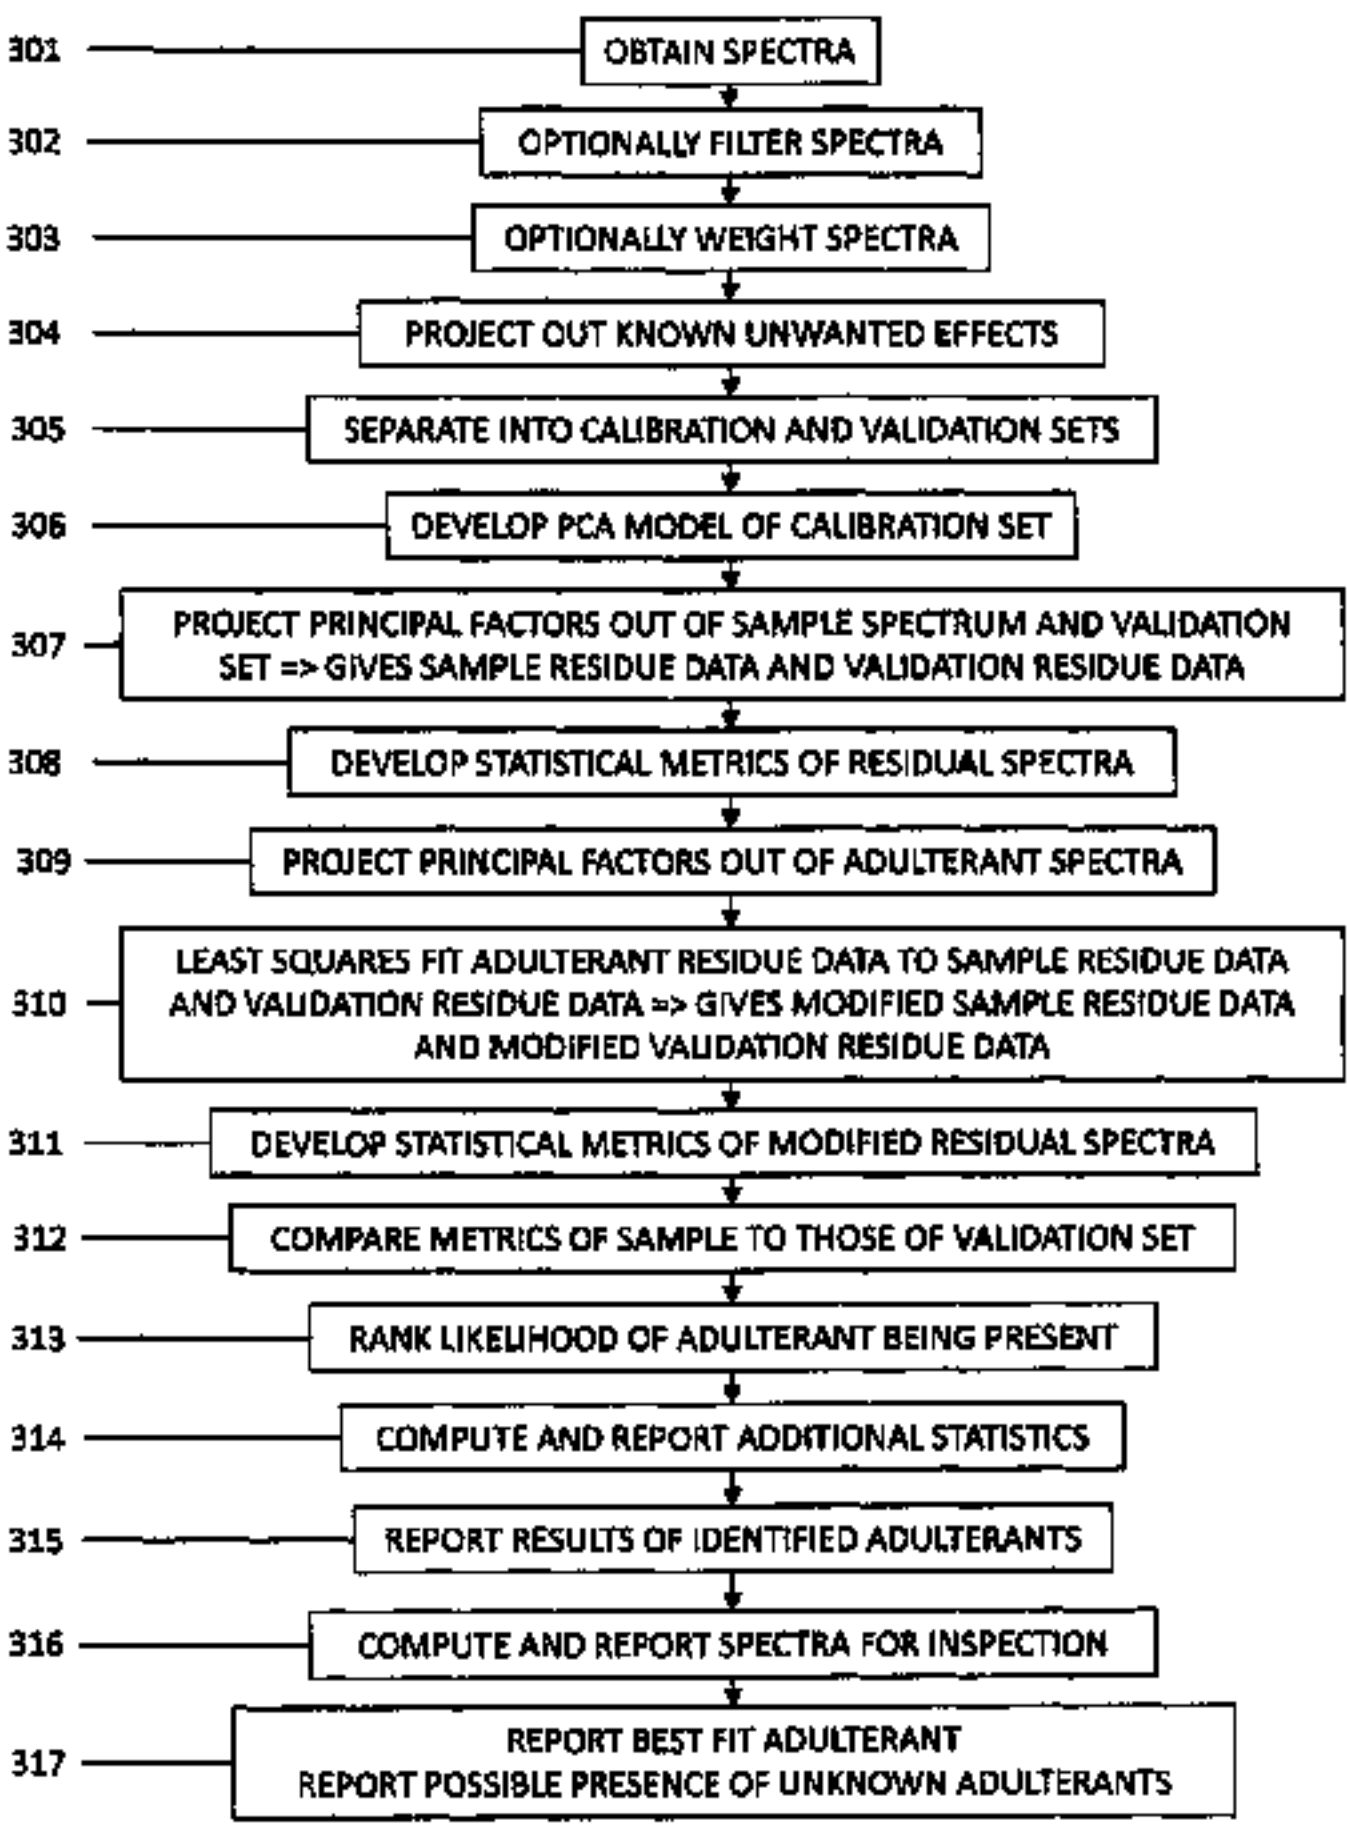 301 OBTAIN SPECTRA
302 OPTIONALLY FILTER SPECTRA
303 OPTIONALLY WEIGHT SPECTRA
304 PROJECT OUT KNOWN UNWANTED EFFECTS
305 SEPARATE INTO CALIBRATION AND VALIDATION SETS
306 DEVELOP PCA MODEL OF CALIBRATION SET
307 PROJECT PRINCIPAL FACTORS OUT OF SAMPLE SPECTRUM AND VALIDATION
SET => GIVES SAMPLE RESIDUE DATA AND VALIDATION RESIDUE DATA
308 DEVELOP STATISTICAL METRICS OF RESIDUAL SPECTRA
309 PROJECT PRINCIPAL FACTORS OUT OF ADULTERANT SPECTRA
310 LEAST SQUARES FIT ADULTERANT RESIDUE DATA TO SAMPLE RESIDUE DATA
AND VALIDATION RESIDUE DATA => GIVES MODIFIED SAMPLE RESIDUE DATA
AND MODIFIED VALIDATION RESIDUE DATA
311 DEVELOP STATISTICAL METRICS OF MODIFIED RESIDUAL SPECTRA
312 COMPARE METRICS OF SAMPLE TO THOSE OF VALIDATION SET
313 RANK LIKELIHOOD OF ADULTERANT BEING PRESENT
314 COMPUTE AND REPORT ADDITIONAL STATISTICS
315 REPORT RESULTS OF IDENTIFIED ADULTERANTS
316 COMPUTE AND REPORT SPECTRA FOR INSPECTION
317 REPORT BEST FIT ADULTERANT
REPORT POSSIBLE PRESENCE OF UNKNOWN ADULTERANTS